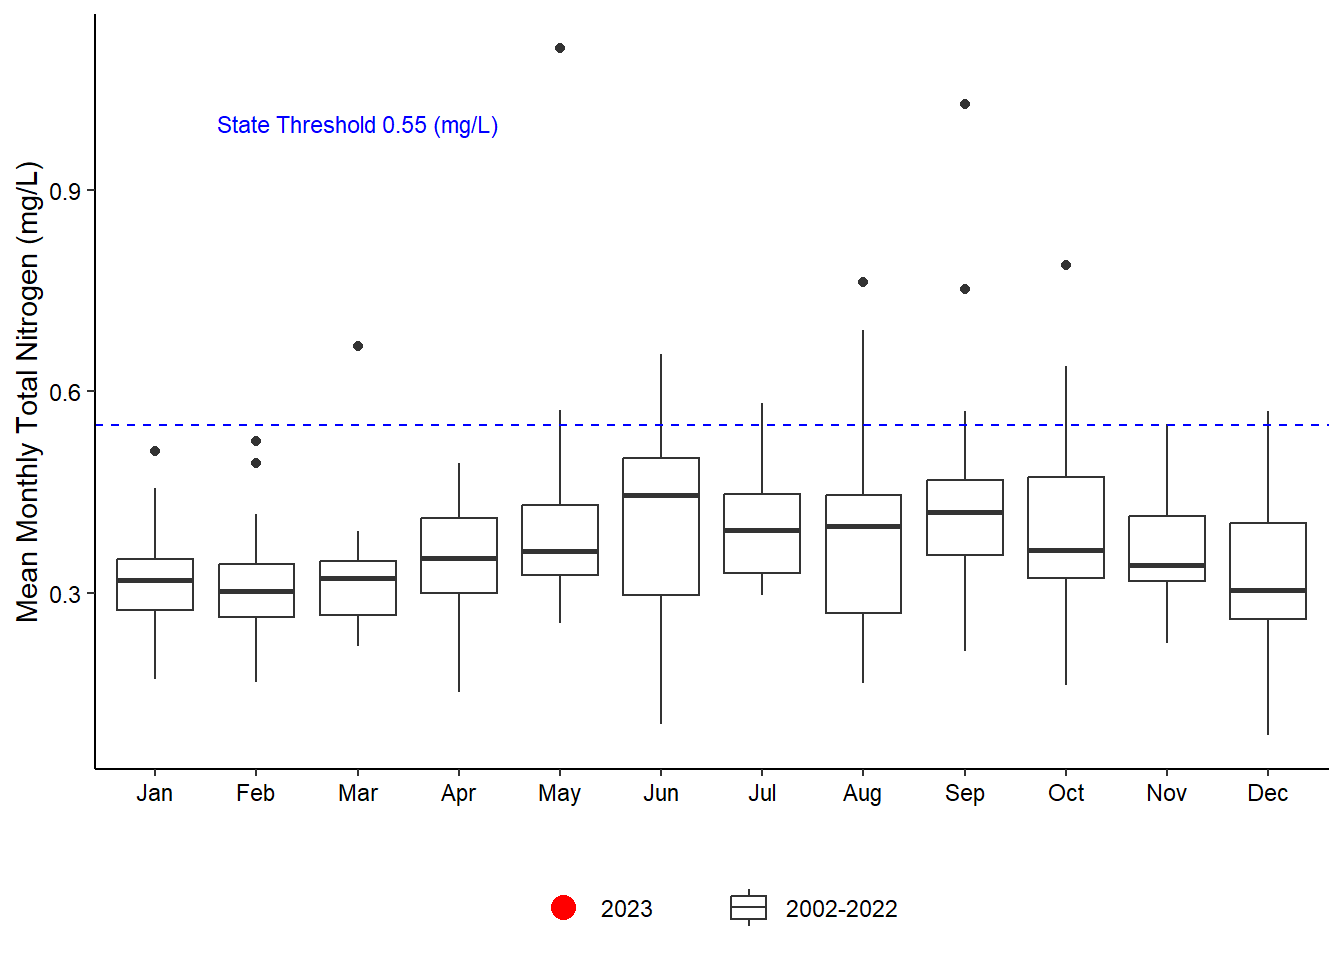 State Threshold 0.55 (mg/L)
Mean Monthly Total Nitrogen (mg/L)
0.9
0.6
0.3
Jan Feb Mar Apr May Jun Jul Aug Sep Oct Nov Dec
2023 2002-2022